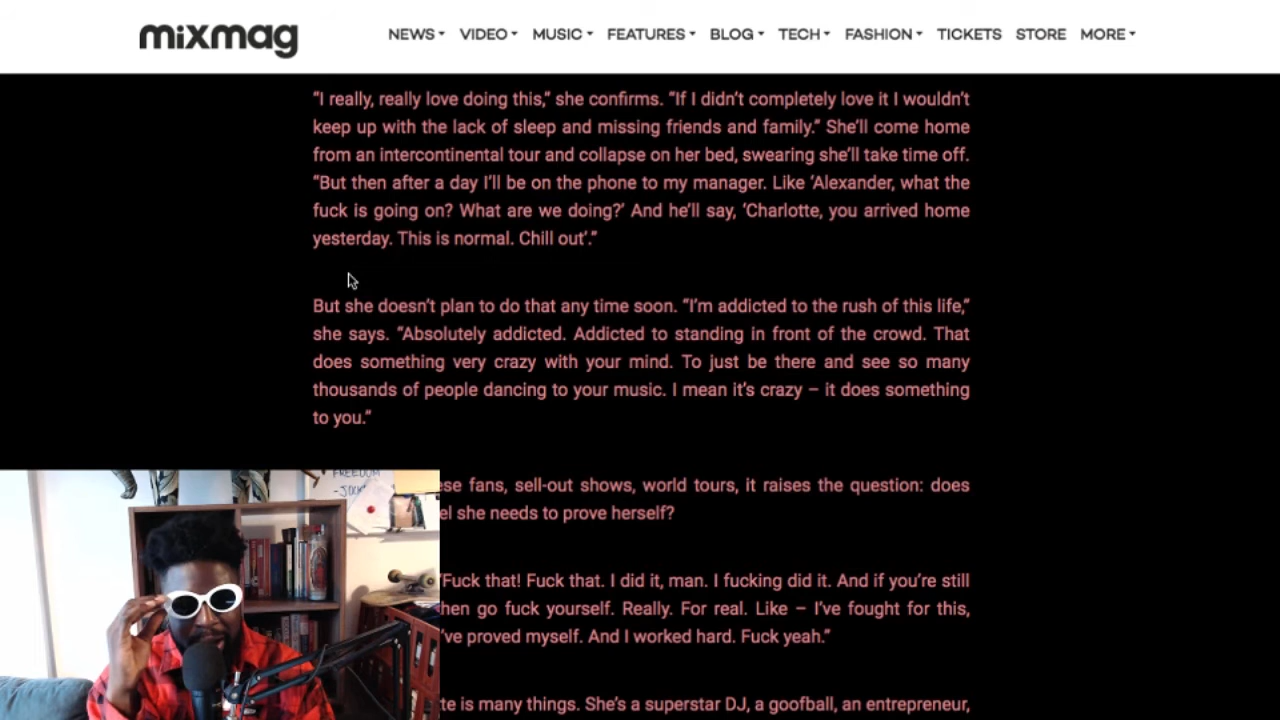 mixmag
NEWS VIDEO MUSIC FEATURES BLOG TECH FASHION TICKETS STORE MORE
“I really, really love doing this,” she confirms. “If I didn’t completely love it I wouldn’t
keep up with the lack of sleep and missing friends and family.” She’ll come home
from an intercontinental tour and collapse on her bed, swearing she’ll take time off.
“But then after a day I’ll be on the phone to my manager. Like ‘Alexander, what the
fuck is going on? What are we doing?’ And he’ll say, ‘Charlotte, you arrived home
yesterday. This is normal. Chill out’.”
But she doesn’t plan to do that any time soon. “I’m addicted to the rush of this life,”
she says. “Absolutely addicted. Addicted to standing in front of the crowd. That
does something very crazy with your mind. To just be there and see so many
thousands of people dancing to your music. I mean it’s crazy – it does something
to you.”
FREEDOM
ese fans, sell-out shows, world tours, it raises the question: does
el she needs to prove herself?
“Fuck that! Fuck that. I did it, man. I fucking did it. And if you’re still
hen go fuck yourself. Really. For real. Like – I’ve fought for this,
’ve proved myself. And I worked hard. Fuck yeah.”
te is many things. She’s a superstar DJ, a goofball, an entrepreneur,